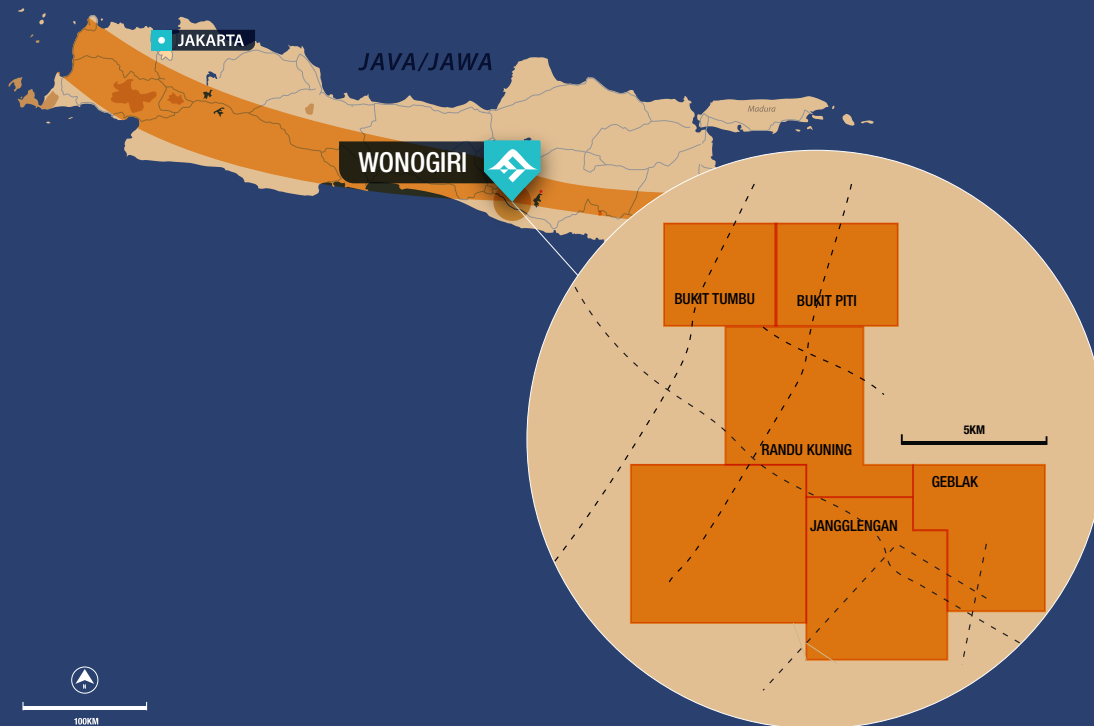 JAKARTA
JAVA/JAWA
Madura
WONOGIRI
BUKIT TUMBU
BUKIT PITI
5KM
RANDU KUNING
GEBLAK
JANGGLENGAN
N
100KM